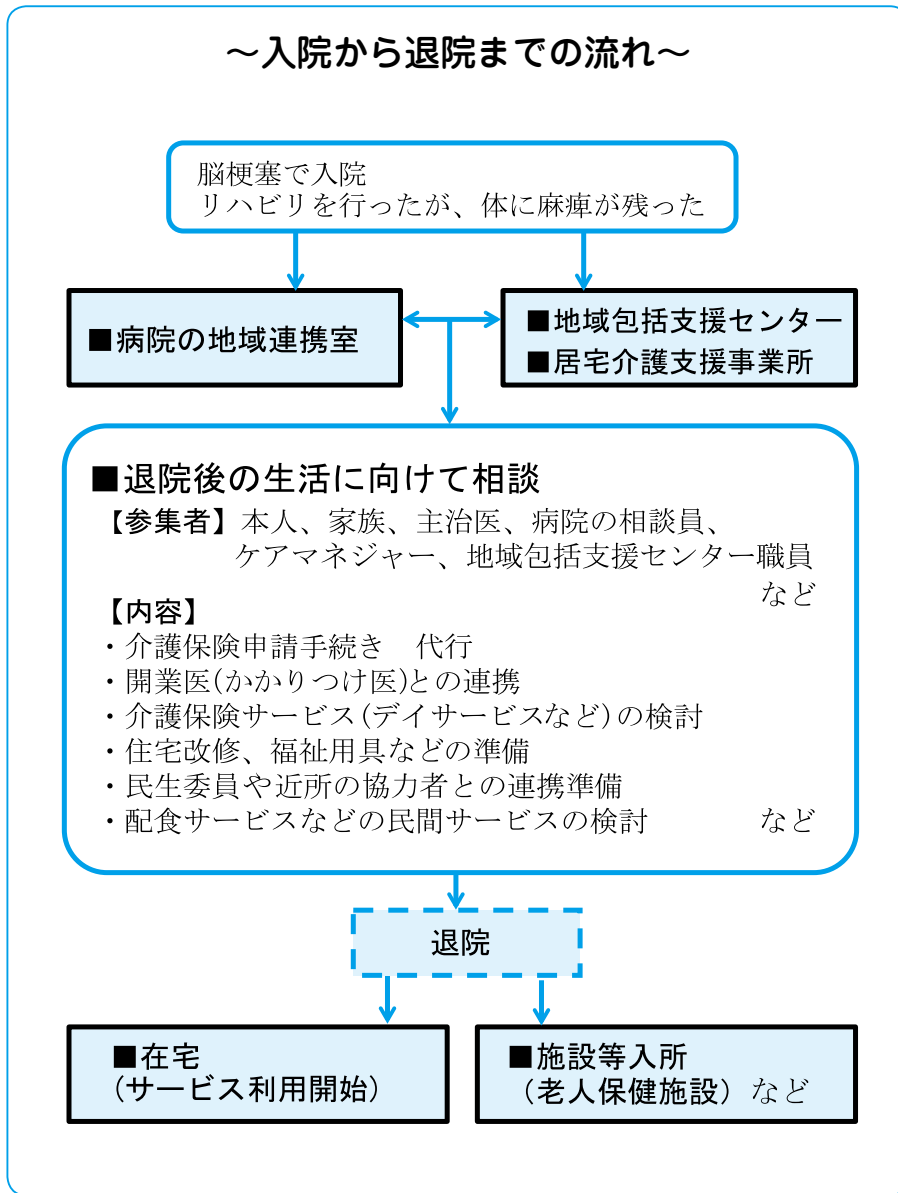 ～入院から退院までの流れ～
脳梗塞で入院
リハビリを行ったが、体に麻痺が残った
■病院の地域連携室
■地域包括支援センター
■居宅介護支援事業所
■退院後の生活に向けて相談
【参集者】本人、家族、主治医、病院の相談員、
ケアマネジャー、地域包括支援センター職員
など
【内容】
・介護保険申請手続き　代行
・開業医(かかりつけ医)との連携
・介護保険サービス(デイサービスなど)の検討
・住宅改修、福祉用具などの準備
・民生委員や近所の協力者との連携準備
・配食サービスなどの民間サービスの検討　　　など
退院
■在宅
(サービス利用開始)
■施設等入所
(老人保健施設) など